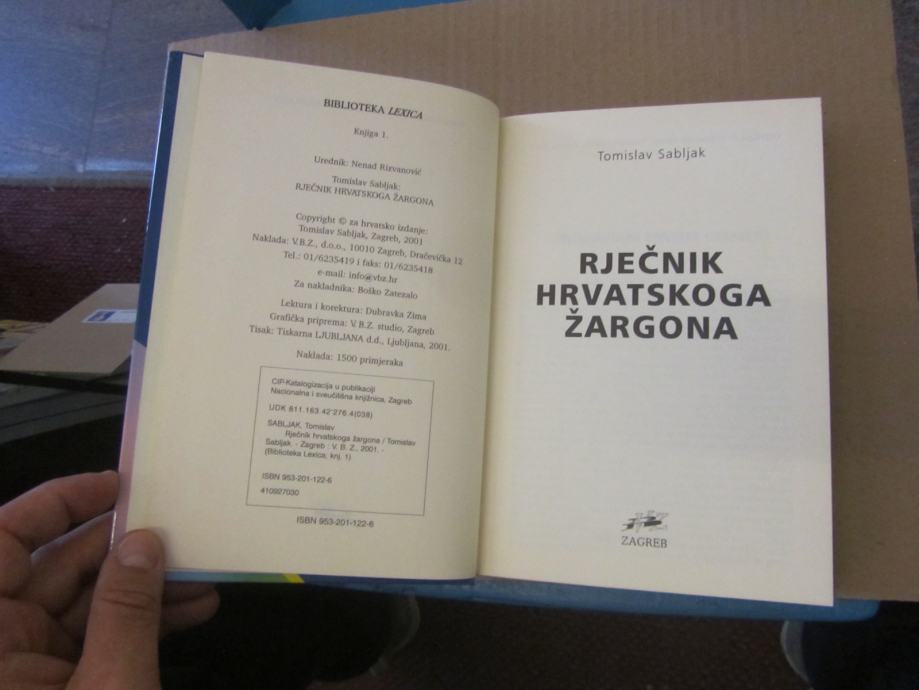 BIBLIOTEKA LEXICA
Knjiga 1.
Urednik: Nenad Rizvanović
Tomislav Sabljak:
RJEČNIK HRVATSKOGA ŽARGONA
Copyright © za hrvatsko izdanje:
Tomislav Sabljak, Zagreb, 2001
Naklada: V.B.Z., d.o.o., 10010 Zagreb, Dračevička 12
Tel.: 01/6235419 i faks: 01/6235418
e-mail: info@vbz.hr
Za nakladnika: Boško Zatezalo
Lektura i korektura: Dubravka Zima
Grafička priprema: V.B.Z. studio, Zagreb
Tisak: Tiskarna LJUBLJANA d.d., Ljubljana, 2001.
Naklada: 1500 primjeraka
CIP-Katalogizacija u publikaciji
Nacionalna i sveučilišna knjižnica, Zagreb
UDK 811.163.42'276.4(038)
SABLJAK, Tomislav
Rječnik hrvatskoga žargona / Tomislav
Sabljak. - Zagreb : V. B. Z., 2001. -
(Biblioteka Lexica, knj. 1)
ISBN 953-201-122-6
410927030
ISBN 953-201-122-6
Tomislav Sabljak
RJEČNIK
HRVATSKOGA
ŽARGONA
ZAGREB